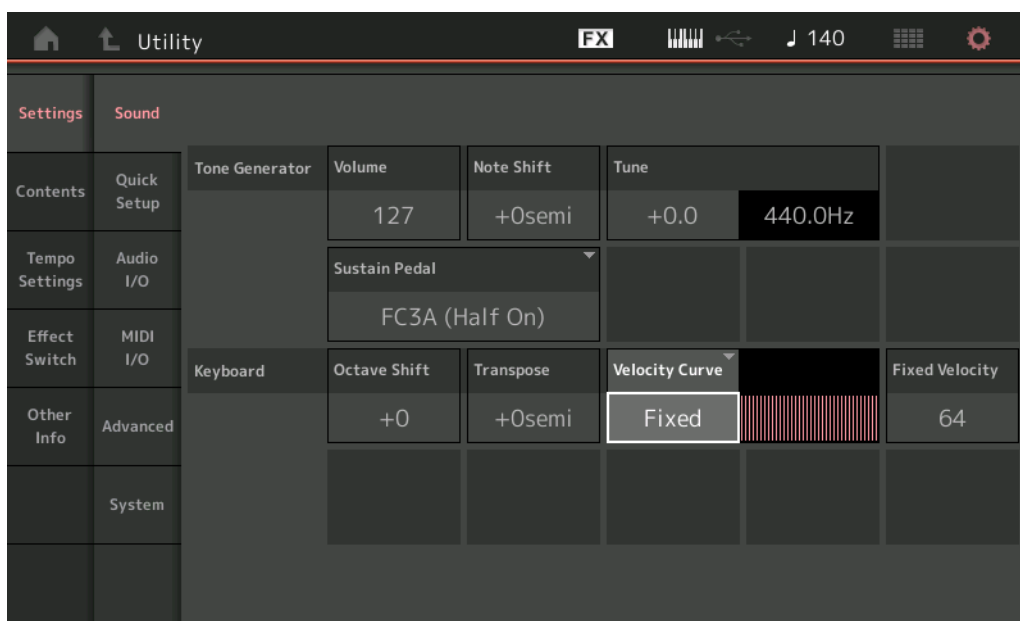 Utility
FX
♩ 140
Settings
Sound
Contents
Quick
Setup
Tempo
Settings
Audio
I/O
Effect
Switch
MIDI
I/O
Other
Info
Advanced
System
Tone Generator
Volume
Note Shift
Tune
127
+0semi
+0.0
440.0Hz
Sustain Pedal
FC3A (Half On)
Keyboard
Octave Shift
Transpose
Velocity Curve
Fixed Velocity
+0
+0semi
Fixed
64